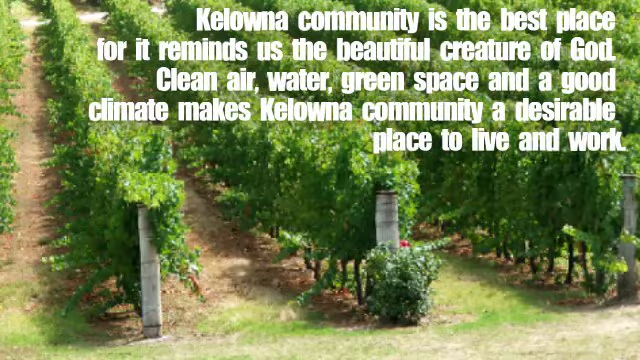 Kelowna community is the best place
for it reminds us the beautiful creature of God.
Clean air, water, green space and a good
climate makes Kelowna community a desirable
place to live and work.